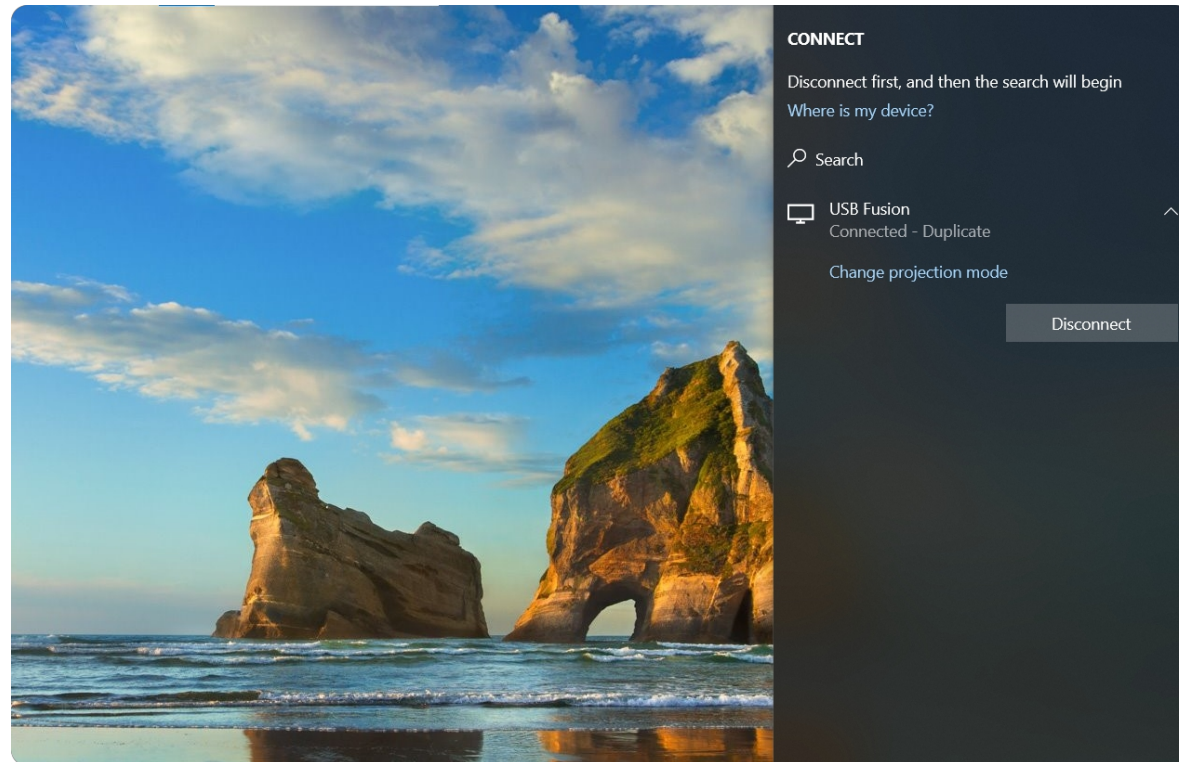 CONNECT
Disconnect first, and then the search will begin
Where is my device?
Search
USB Fusion
Connected - Duplicate
Change projection mode
Disconnect